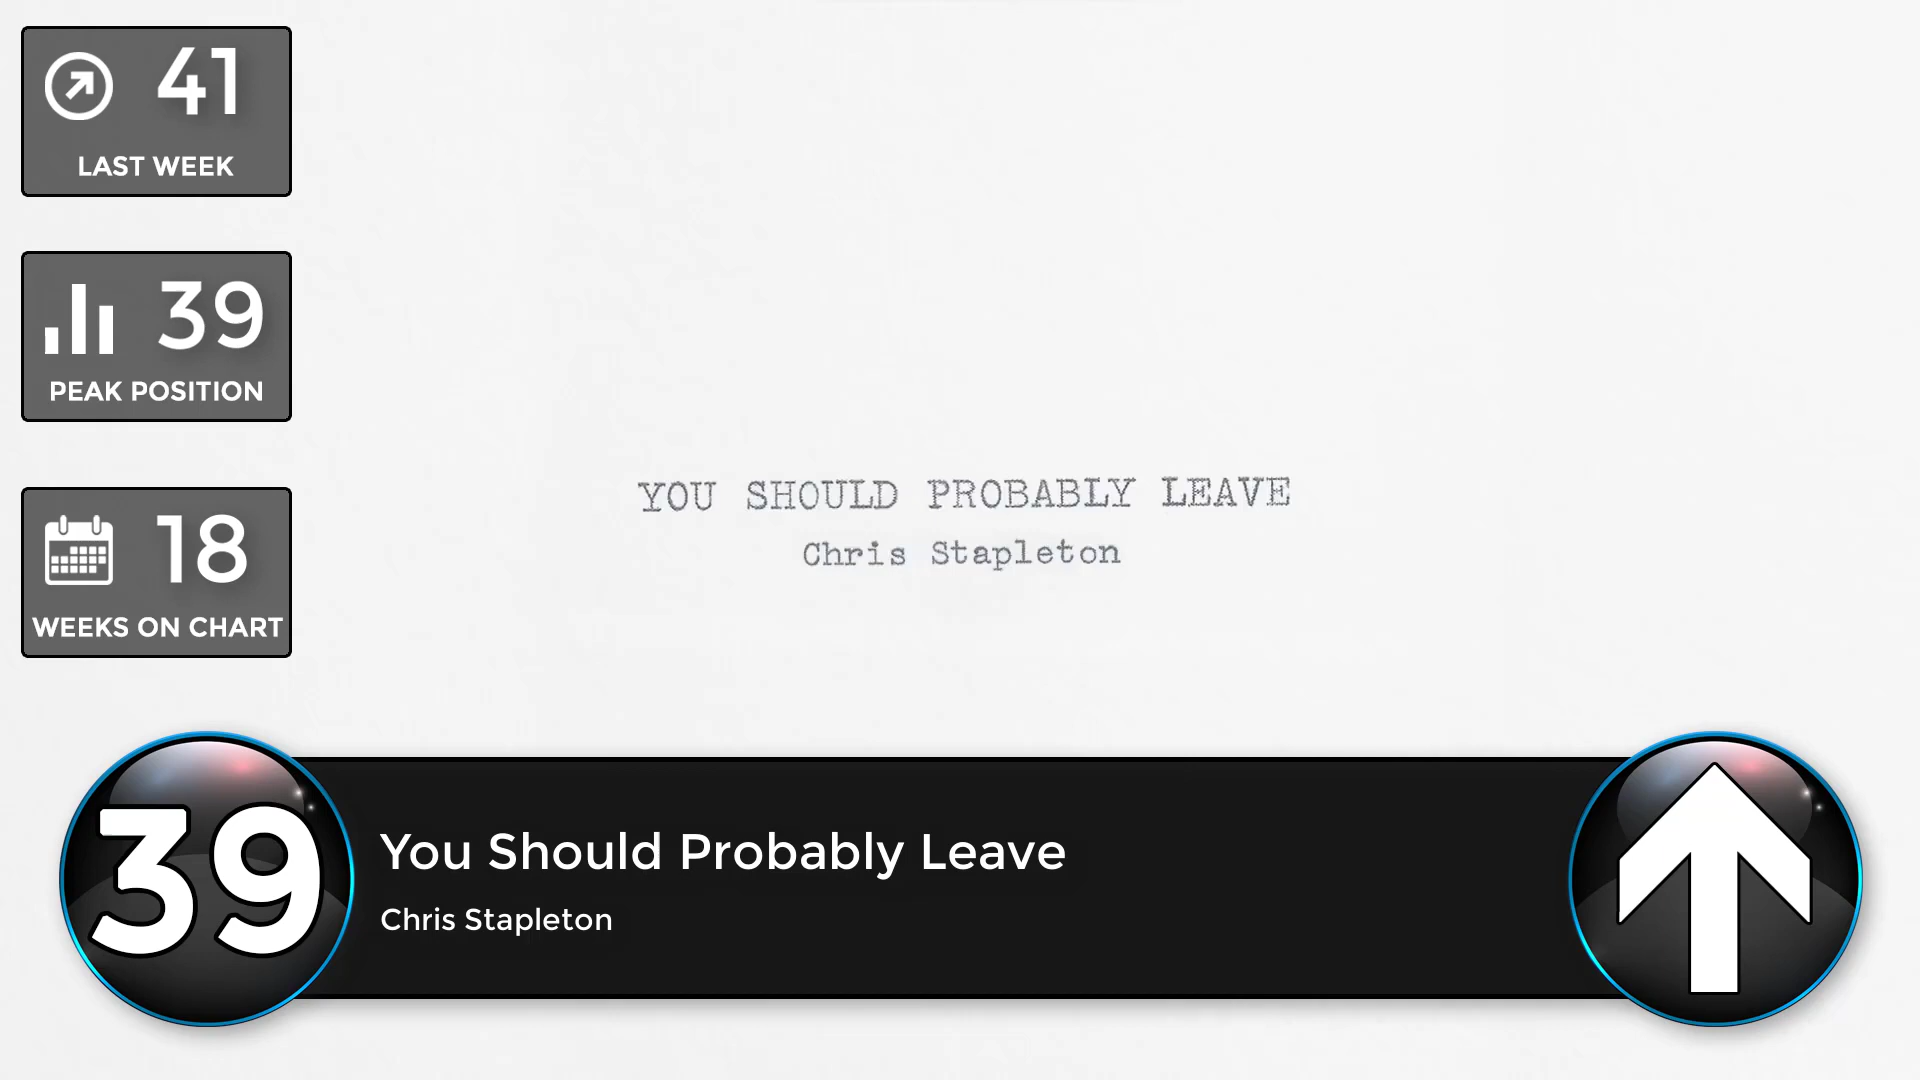 41
LAST WEEK
39
PEAK POSITION
18
WEEKS ON CHART
YOU SHOULD PROBABLY LEAVE
Chris Stapleton
39
You Should Probably Leave
Chris Stapleton